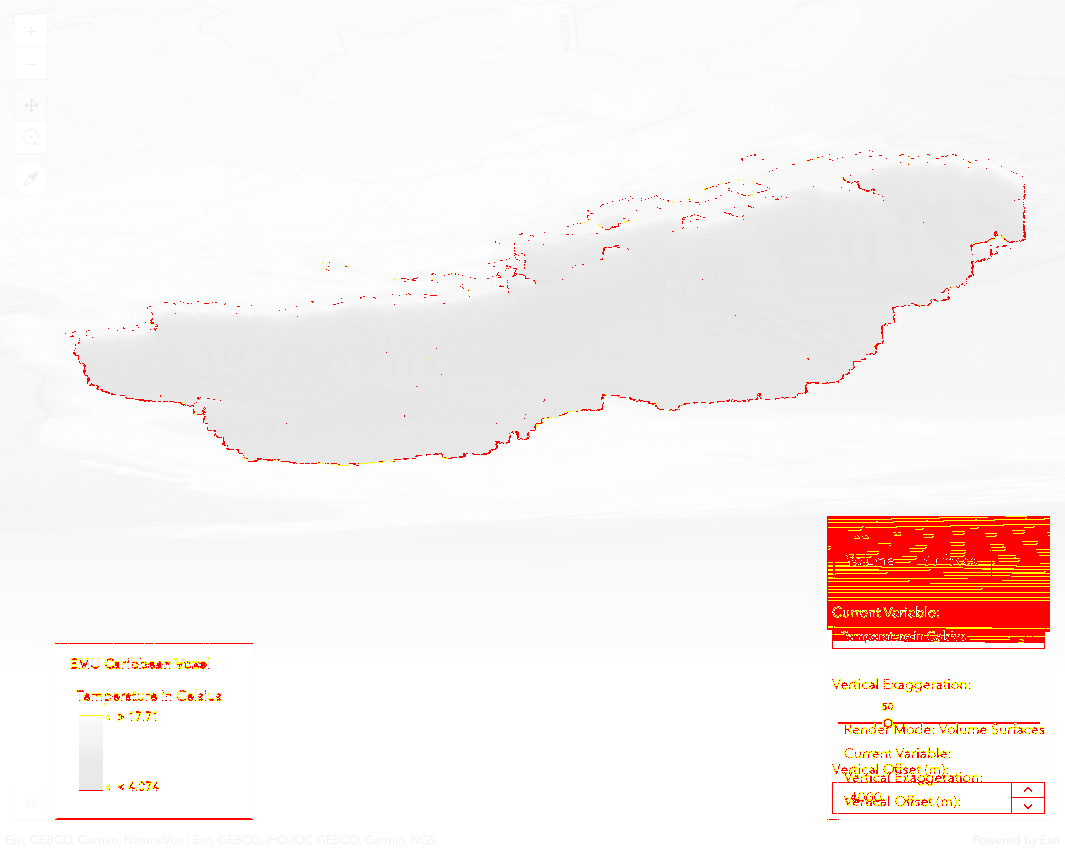 EMU Caribbean Voxel
Temperature in Celsius
> 17.71
< 4.074
Current Variable:
Temperature in Celsius
Vertical Exaggeration:
50
Render Mode: Volume Surfaces
Current Variable:
Vertical Offset (m):
Vertical Exaggeration:
-4000
Vertical Offset (m):
Esri, GEBCO, Garmin, NaturalVue | Esri, GEBCO, IHO-IOC GEBCO, Garmin, NGS
Powered by Esri